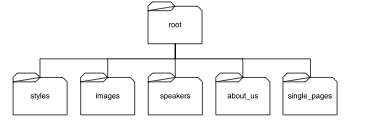 root
styles
images
speakers
about_us
single_pages